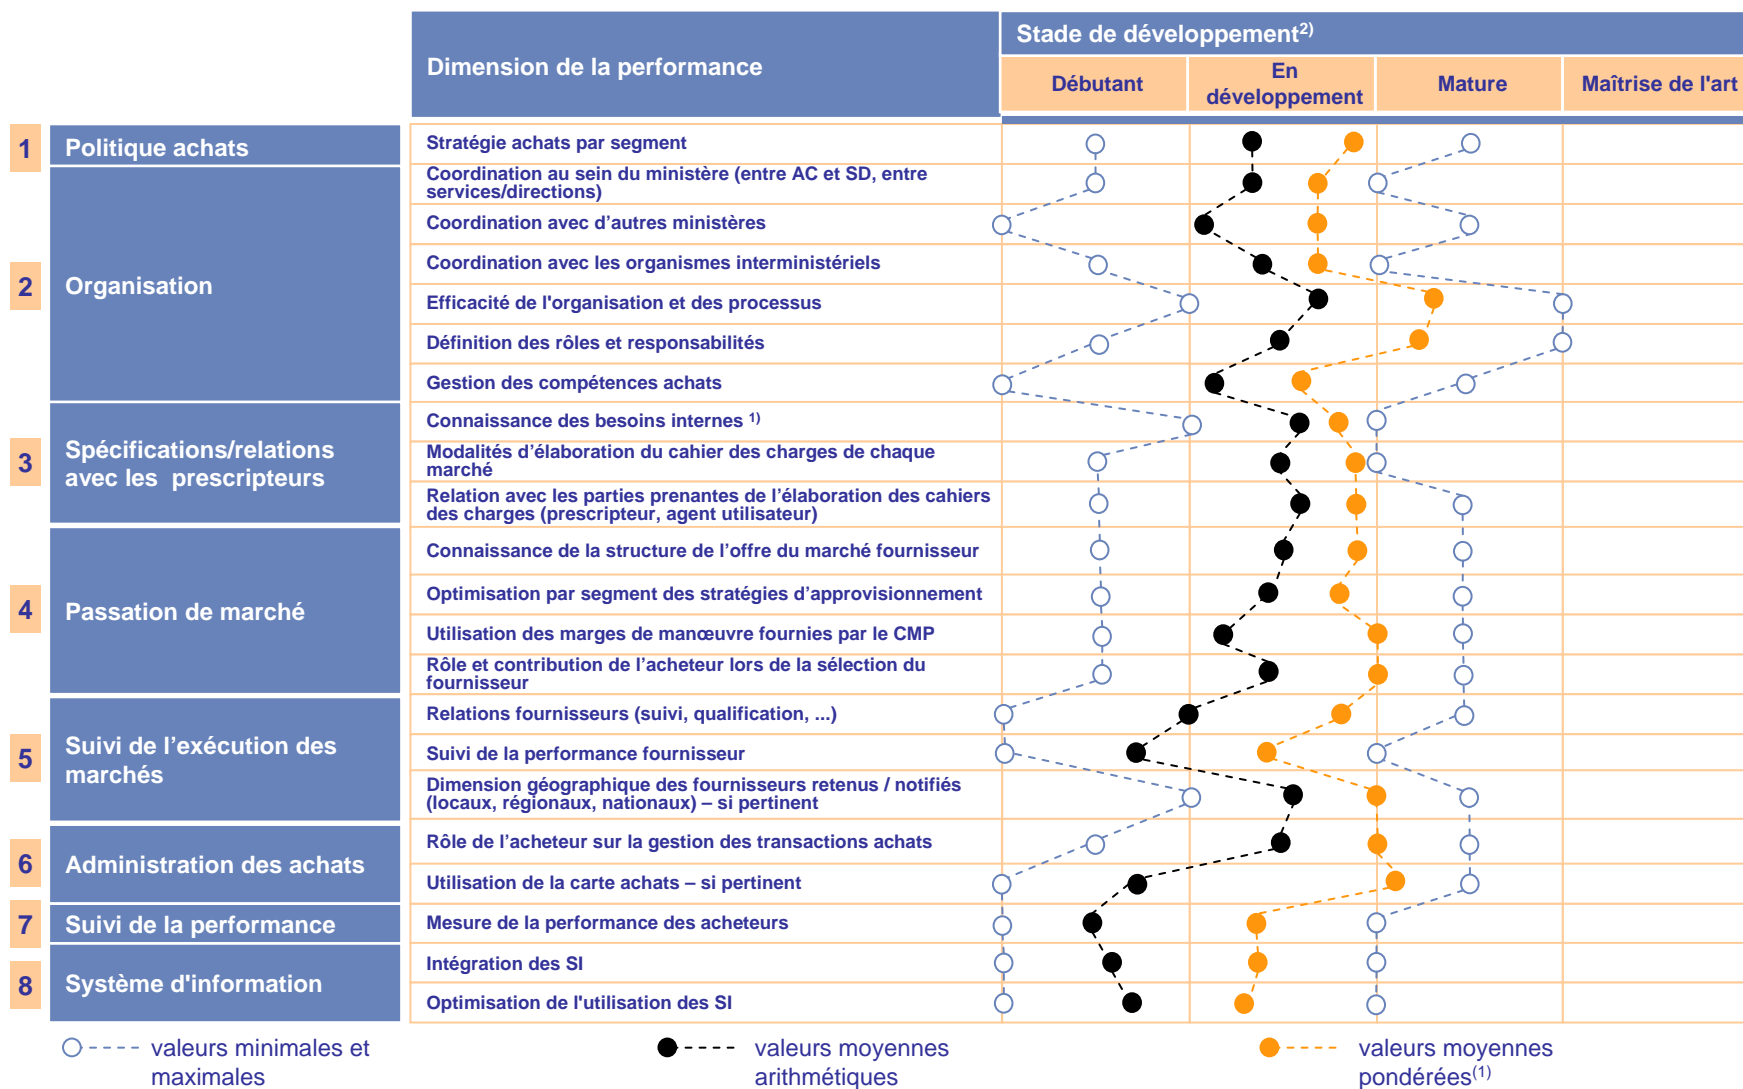 Dimension de la performance
Stade de développement2)
Débutant
En
développement
Mature
Maîtrise de l'art
1
Politique achats
Stratégie achats par segment
2
Organisation
Coordination au sein du ministère (entre AC et SD, entre
services/directions)
Coordination avec d’autres ministères
Coordination avec les organismes interministériels
Efficacité de l'organisation et des processus
Définition des rôles et responsabilités
Gestion des compétences achats
3
Spécifications/relations
avec les prescripteurs
Connaissance des besoins internes 1)
Modalités d’élaboration du cahier des charges de chaque
marché
Relation avec les parties prenantes de l’élaboration des cahiers
des charges (prescripteur, agent utilisateur)
4
Passation de marché
Connaissance de la structure de l’offre du marché fournisseur
Optimisation par segment des stratégies d’approvisionnement
Utilisation des marges de manœuvre fournies par le CMP
Rôle et contribution de l’acheteur lors de la sélection du
fournisseur
5
Suivi de l’exécution des
marchés
Relations fournisseurs (suivi, qualification, ...)
Suivi de la performance fournisseur
Dimension géographique des fournisseurs retenus / notifiés
(locaux, régionaux, nationaux) – si pertinent
6
Administration des achats
Rôle de l’acheteur sur la gestion des transactions achats
Utilisation de la carte achats – si pertinent
7
Suivi de la performance
Mesure de la performance des acheteurs
8
Système d'information
Intégration des SI
Optimisation de l'utilisation des SI
valeurs minimales et
maximales
valeurs moyennes
arithmétiques
valeurs moyennes
pondérées(1)